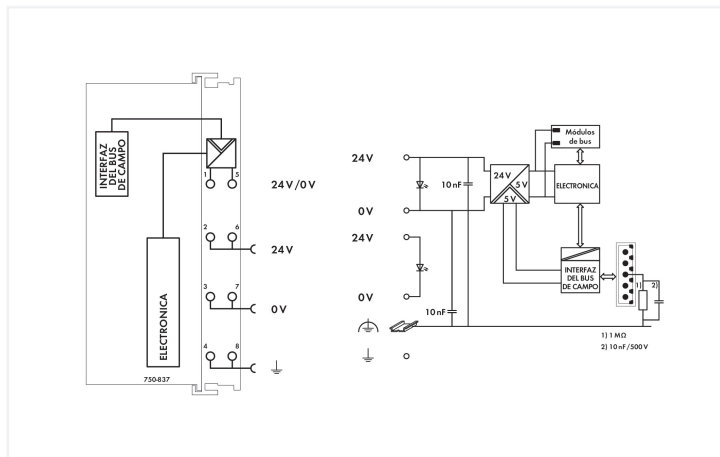 INTERFAZ
DEL BUS
DE CAMPO
1
5
24 V/0 V
2
6
24 V
3
7
0 V
4
8
ELECTRONICA
750-837
24 V
0 V
24 V
0 V
10 nF
10 nF
24 V
5 V
5 V
Módulos
de bus
ELECTRONICA
INTERFAZ
DEL BUS
DE CAMPO
1)
2)
1) 1 MΩ
2) 10 nF/500 V